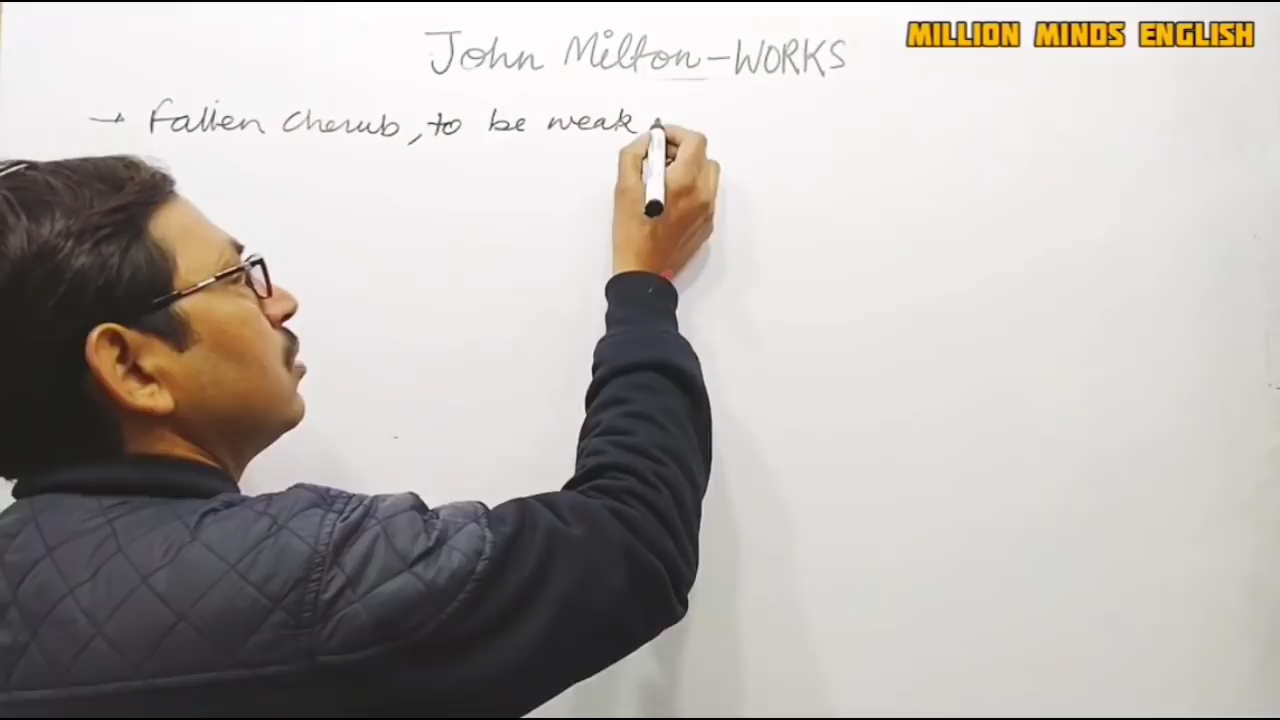 MILLION MINDS ENGLISH
John Milton-WORKS
→ Fallen Cherub, to be weak